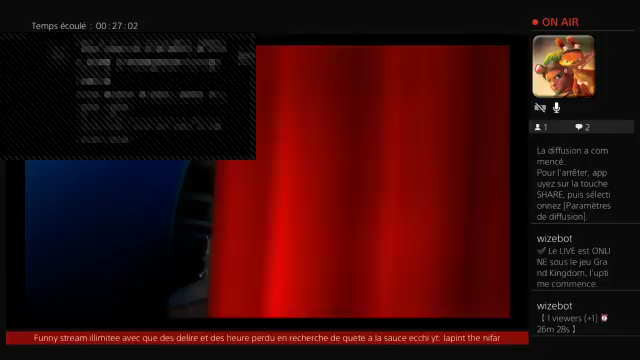 Temps écoulé : 00:27:02
ON AIR
1
2
La diffusion a com
mencé.
Pour l'arrêter, app
uyez sur la touche
SHARE, puis sélecti
onnez [Paramètres
de diffusion].
wizebot
Le LIVE est ONLI
NE sous le jeu Gra
nd Kingdom, l'upti
me commence.
wizebot
[ 1 viewers (+1)
26m 28s ]
Funny stream illimitee avec que des delire et des heure perdu en recherche de quete a la sauce ecchi yt: lapint the nifar